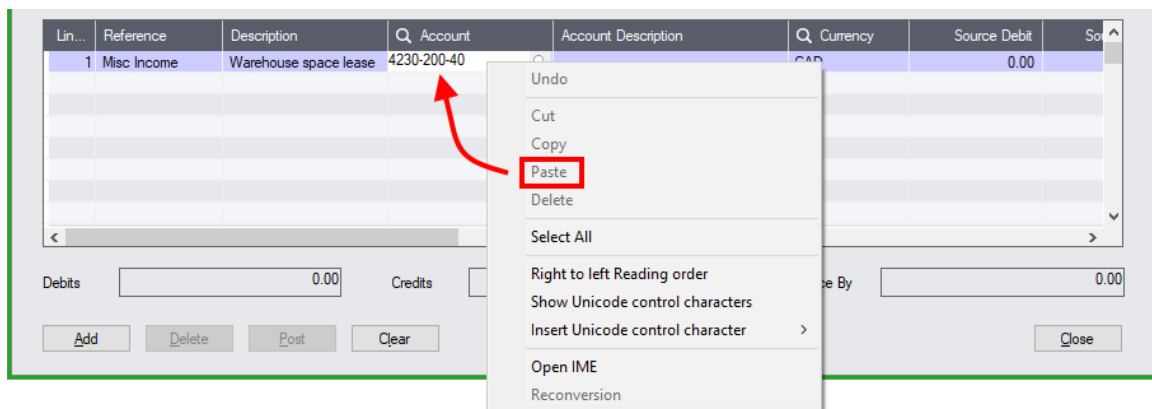 Lin... Reference Description Account Account Description Currency Source Debit
1 Misc Income Warehouse space lease 4230-200-40 0.00
Undo
Cut
Copy
Paste
Delete
Select All
Right to left Reading order
Show Unicode control characters
Insert Unicode control character
Open IME
Reconversion
Debits 0.00 Credits By 0.00
Add Delete Post Clear Close